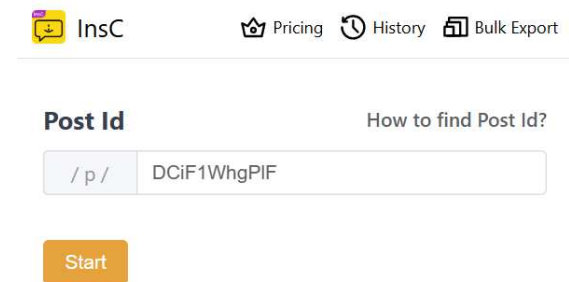 InsC Pricing History Bulk Export
Post Id How to find Post Id?
/ p / DCiF1WhgPlF
Start